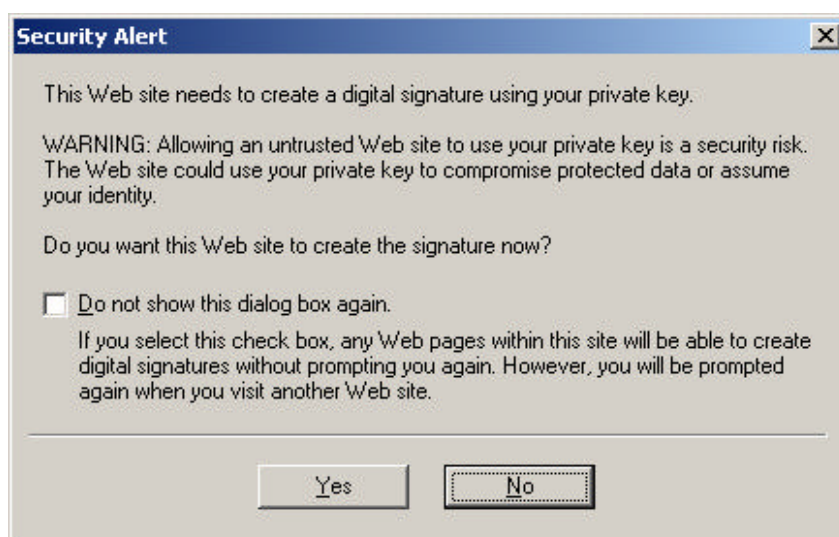 Security Alert
This Web site needs to create a digital signature using your private key.
WARNING: Allowing an untrusted Web site to use your private key is a security risk.
The Web site could use your private key to compromise protected data or assume
your identity.
Do you want this Web site to create the signature now?
Do not show this dialog box again.
If you select this check box, any Web pages within this site will be able to create
digital signatures without prompting you again. However, you will be prompted
again when you visit another Web site.
Yes No